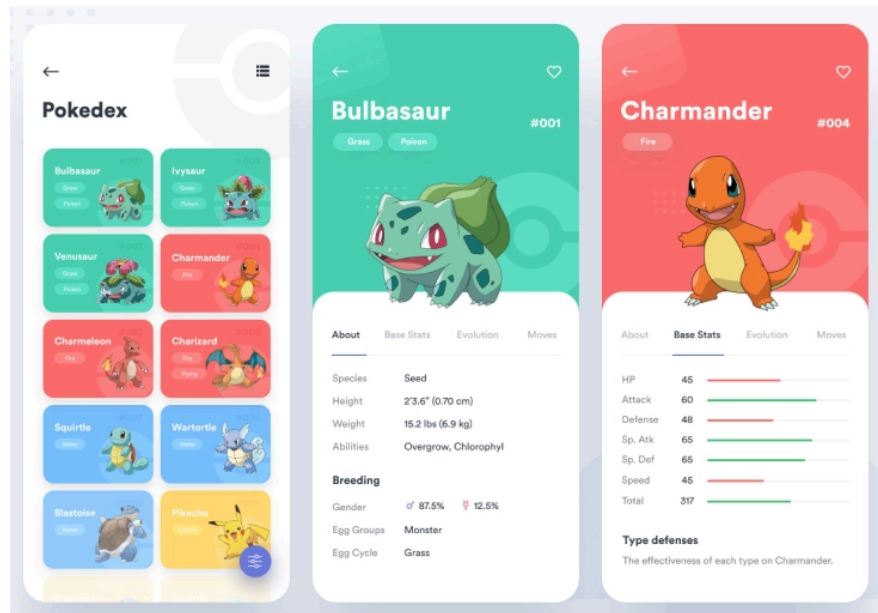 Pokedex
Bulbasaur
Grass
Poison
#001
Ivysaur
Grass
Poison
Venusaur
Grass
Poison
Charmander
Fire
#004
Charmeleon
Fire
Charizard
Fire
Flying
Squirtle
Water
Wartortle
Water
Blastoise
Water
Pikachu
Bulbasaur
#001
Grass Poison
About Base Stats Evolution Moves
Species Seed
Height 2'3.6" (0.70 cm)
Weight 15.2 lbs (6.9 kg)
Abilities Overgrow, Chlorophyl
Breeding
Gender ♂ 87.5% ☿ 12.5%
Egg Groups Monster
Egg Cycle Grass
Charmander
#004
Fire
About Base Stats Evolution Moves
HP 45
Attack 60
Defense 48
Sp. Atk 65
Sp. Def 65
Speed 45
Total 317
Type defenses
The effectiveness of each type on Charmander.